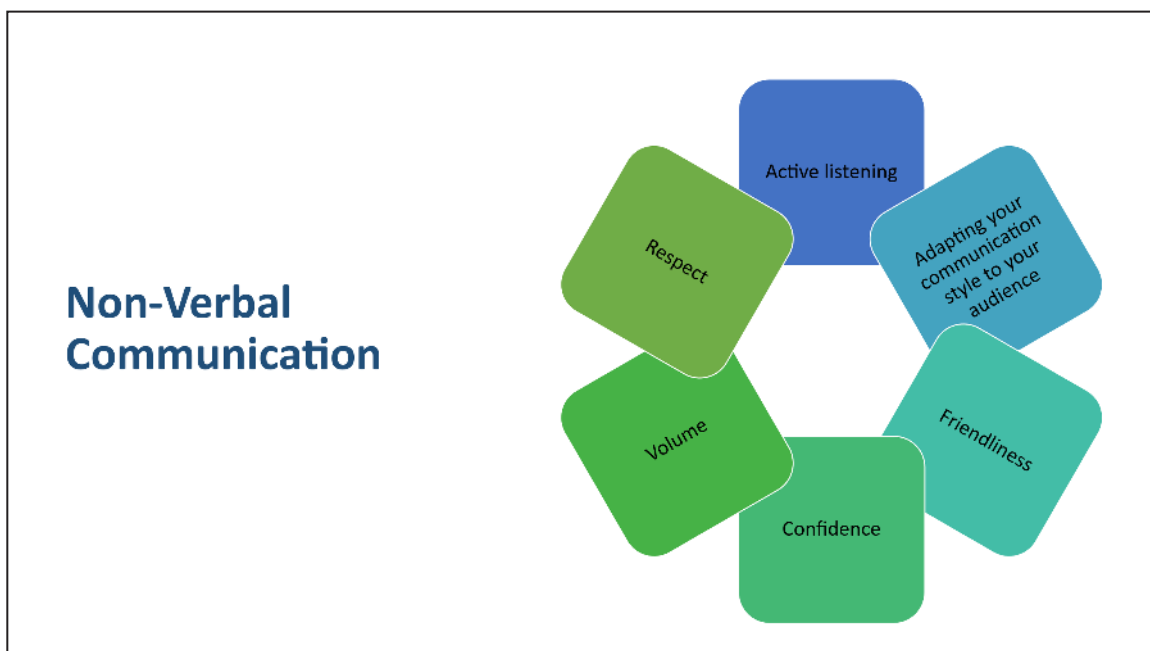 Non-Verbal
Communication
Active listening
Adapting your
communication
style to your
audience
Friendliness
Confidence
Volume
Respect